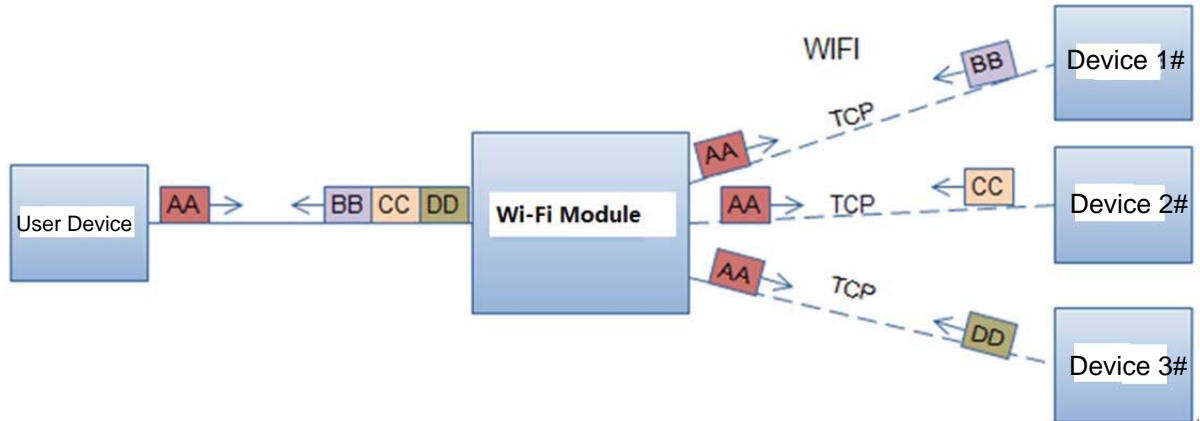 WIFI
BB
Device 1#
TCP
AA
AA
BB CC DD
User Device
Wi-Fi Module
AA
TCP
CC
Device 2#
AA
TCP
DD
Device 3#